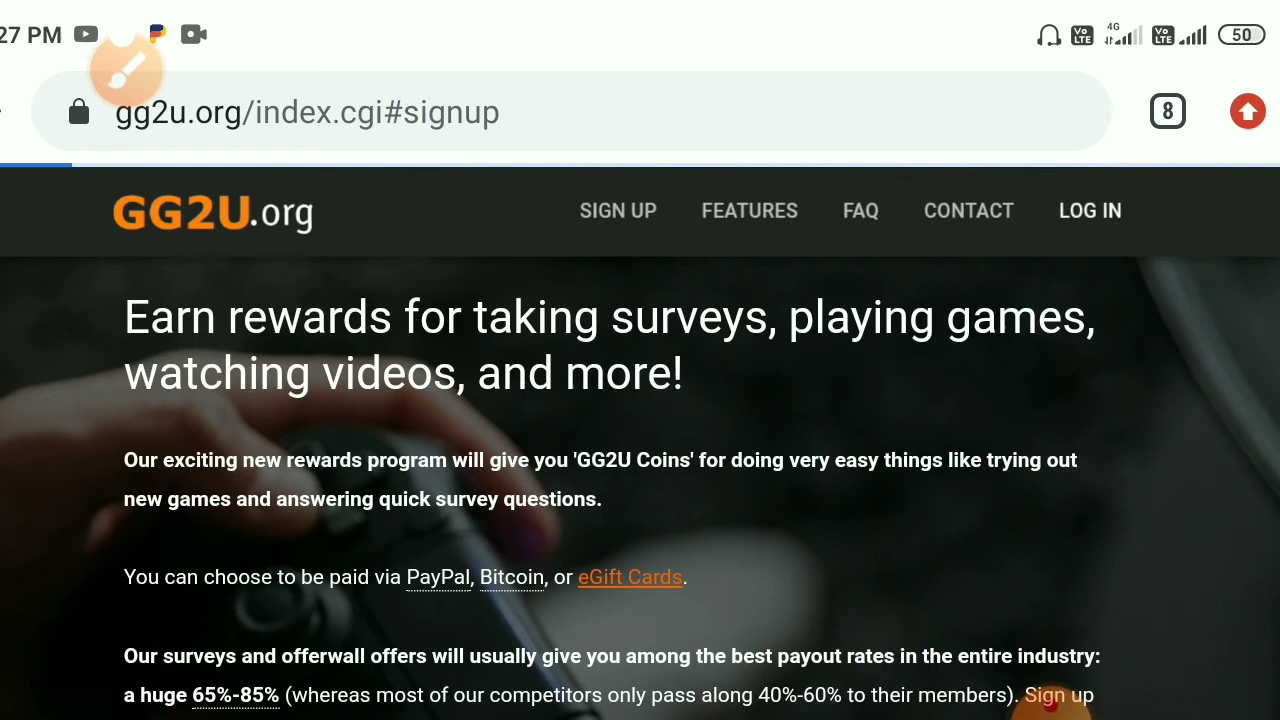 27 PM
4G
Vo LTE
Vo LTE
50
gg2u.org/index.cgi#signup
8
GG2U.org
SIGN UP
FEATURES
FAQ
CONTACT
LOG IN
Earn rewards for taking surveys, playing games,
watching videos, and more!
Our exciting new rewards program will give you 'GG2U Coins' for doing very easy things like trying out
new games and answering quick survey questions.
You can choose to be paid via PayPal, Bitcoin, or eGift Cards.
Our surveys and offerwall offers will usually give you among the best payout rates in the entire industry:
a huge 65%-85% (whereas most of our competitors only pass along 40%-60% to their members). Sign up